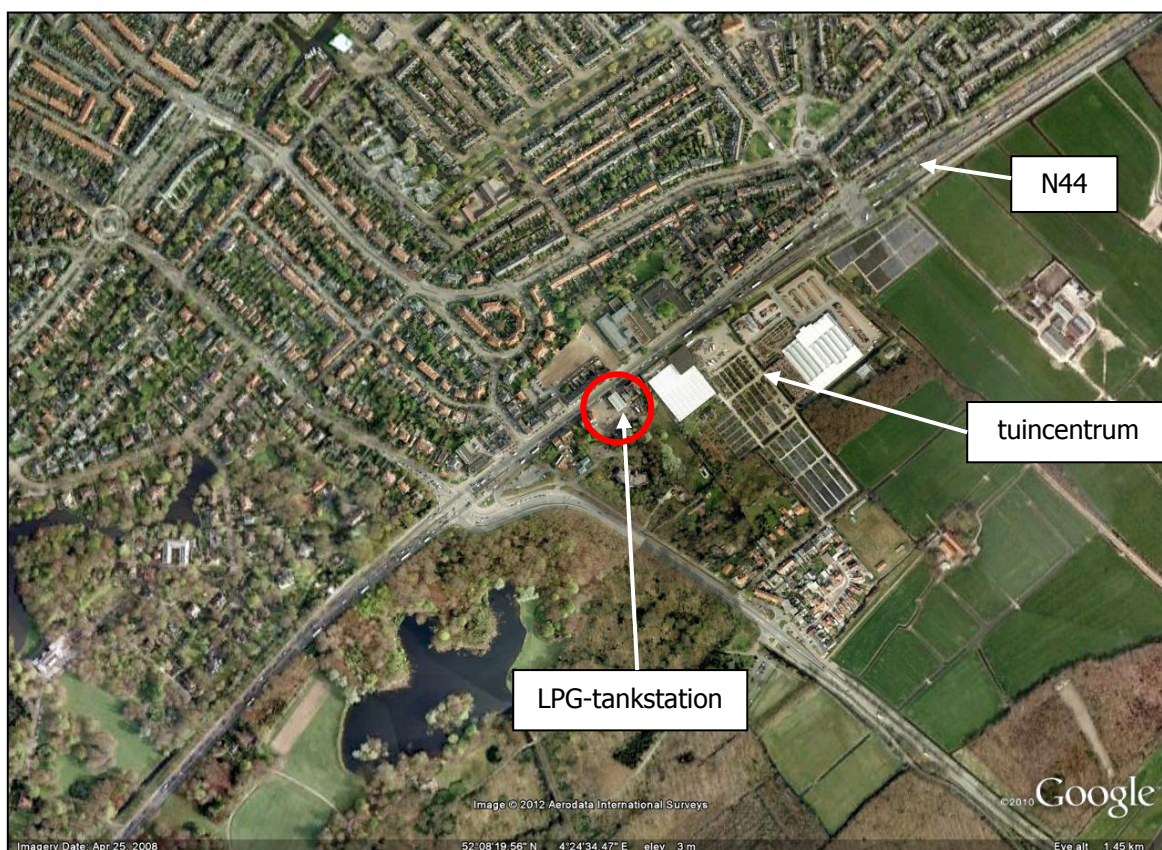 N44
tuincentrum
LPG-tankstation
Image © 2012 Aerodata International Surveys
©2010 Google
Imagery Date: Apr 25, 2008 52°08'19.56" N 4°24'34.47" E elev 3 m Eye alt 1.45 km